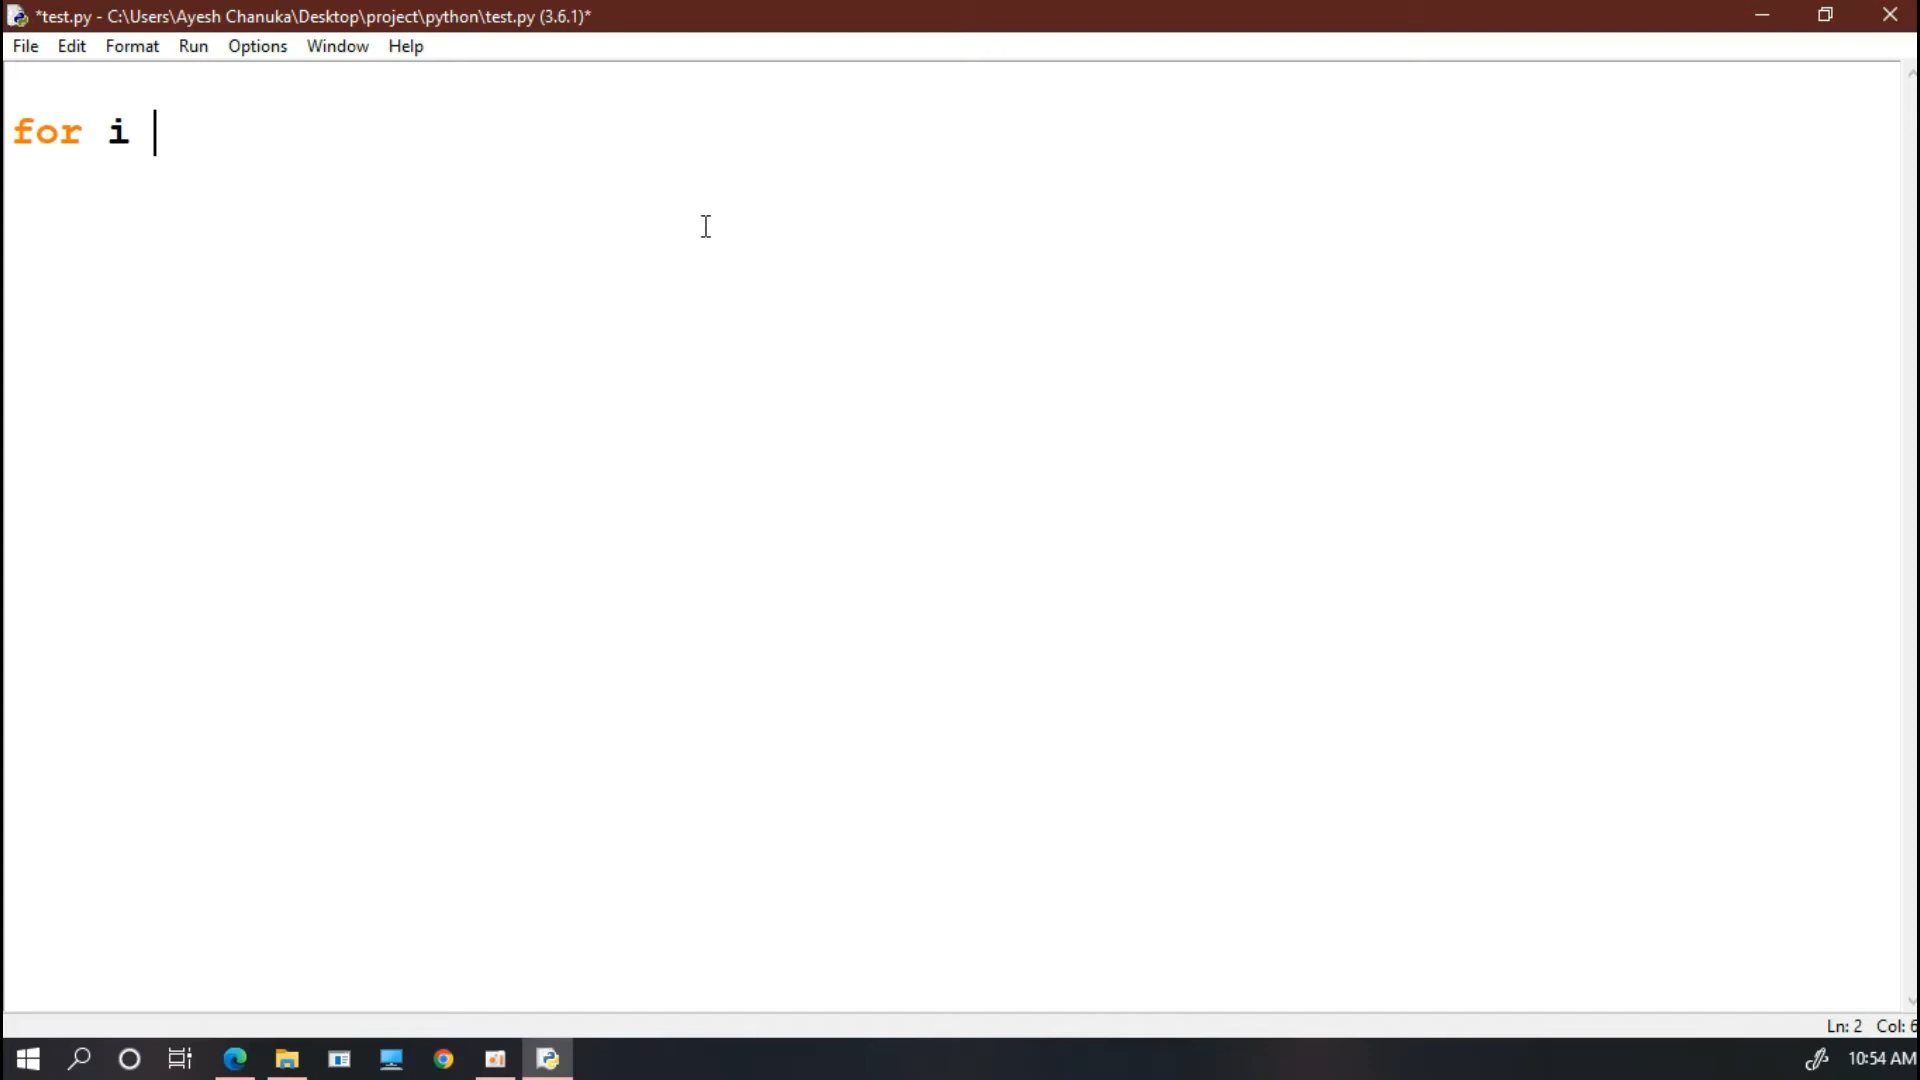 *test.py - C:\Users\Ayesh Chanuka\Desktop\project\python\test.py (3.6.1)*
File Edit Format Run Options Window Help
for i
Ln: 2 Col: 6
10:54 AM